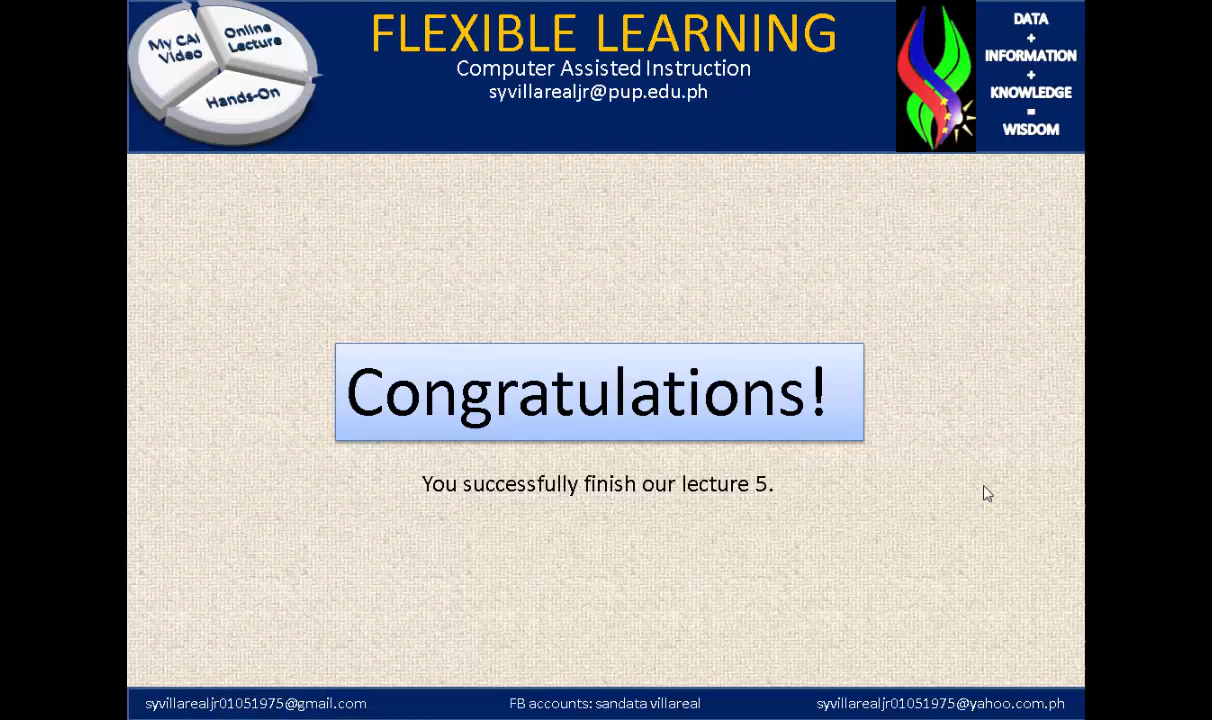 My CAI
Video
Online
Lecture
Hands-On
FLEXIBLE LEARNING
Computer Assisted Instruction
syvillarealjr@pup.edu.ph
DATA
+
INFORMATION
+
KNOWLEDGE
=
WISDOM
Congratulations!
You successfully finish our lecture 5.
syvillarealjr01051975@gmail.com
FB accounts: sandata villareal
syvillarealjr01051975@yahoo.com.ph